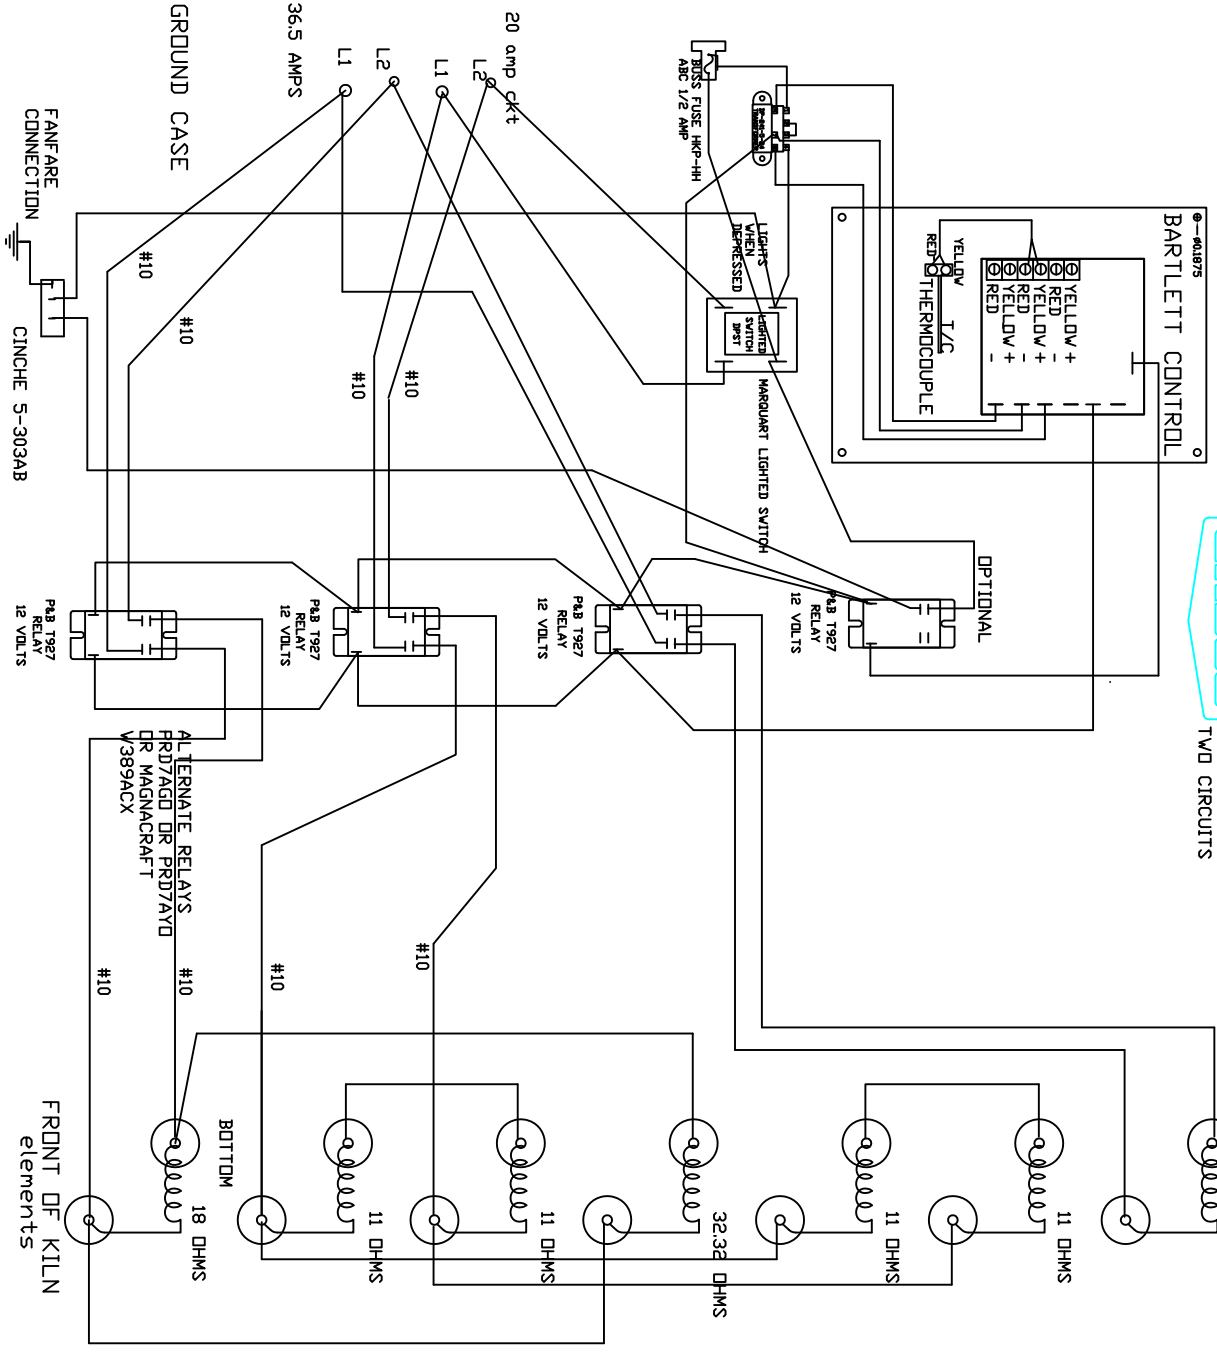 GROUND CASE
36.5 AMPS
L1
L2
L1
L2
20 amp ckt
BUSS FUSE HKP-HH
ABC 1/2 AMP
FANFARE
CONNECTION
CINCHE 5-303AB
#10
#10
#10
#10
LIGHTS
WHEN
DEPRESSED
LIGHTED
SWITCH
DPST
MARQUART LIGHTED SWITCH
ø0.1875
BARTLETT CONTROL
YELLOW
RED
T/C
THERMOCOUPLE
YELLOW +
RED -
YELLOW +
RED -
YELLOW +
RED -
OPTIONAL
P&B T927
RELAY
12 VOLTS
P&B T927
RELAY
12 VOLTS
P&B T927
RELAY
12 VOLTS
P&B T927
RELAY
12 VOLTS
TWO CIRCUITS
ALTERNATE RELAYS
PRD7AGO OR PRD7AYO
OR MAGNACRAFT
W389ACX
#10
#10
#10
#10
BOTTOM
FRONT OF KILN
elements
18 OHMS
11 OHMS
11 OHMS
32.32 OHMS
11 OHMS
11 OHMS